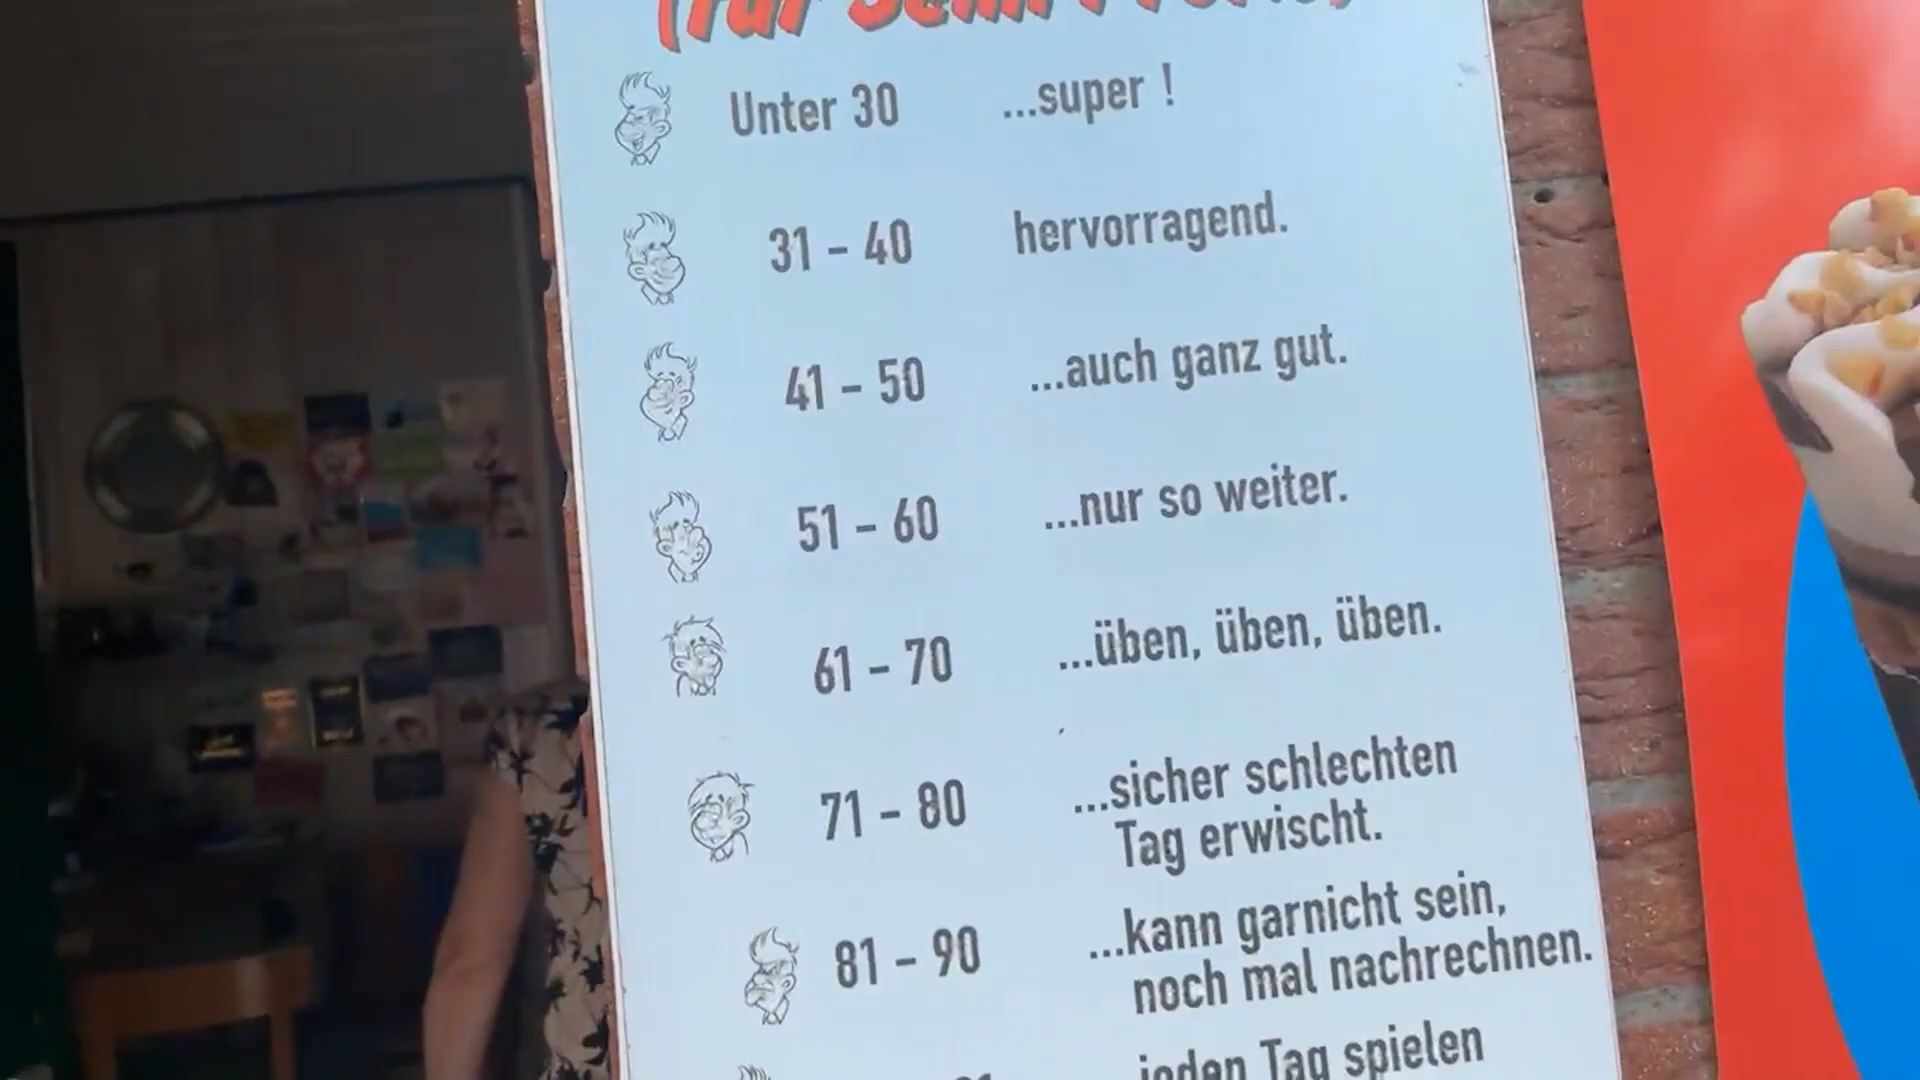 Unter 30 ...super !
31 – 40 hervorragend.
41 – 50 ...auch ganz gut.
51 – 60 ...nur so weiter.
61 – 70 ...üben, üben, üben.
71 – 80 ...sicher schlechten
Tag erwischt.
81 – 90 ...kann garnicht sein,
noch mal nachrechnen.
jeden Tag spielen